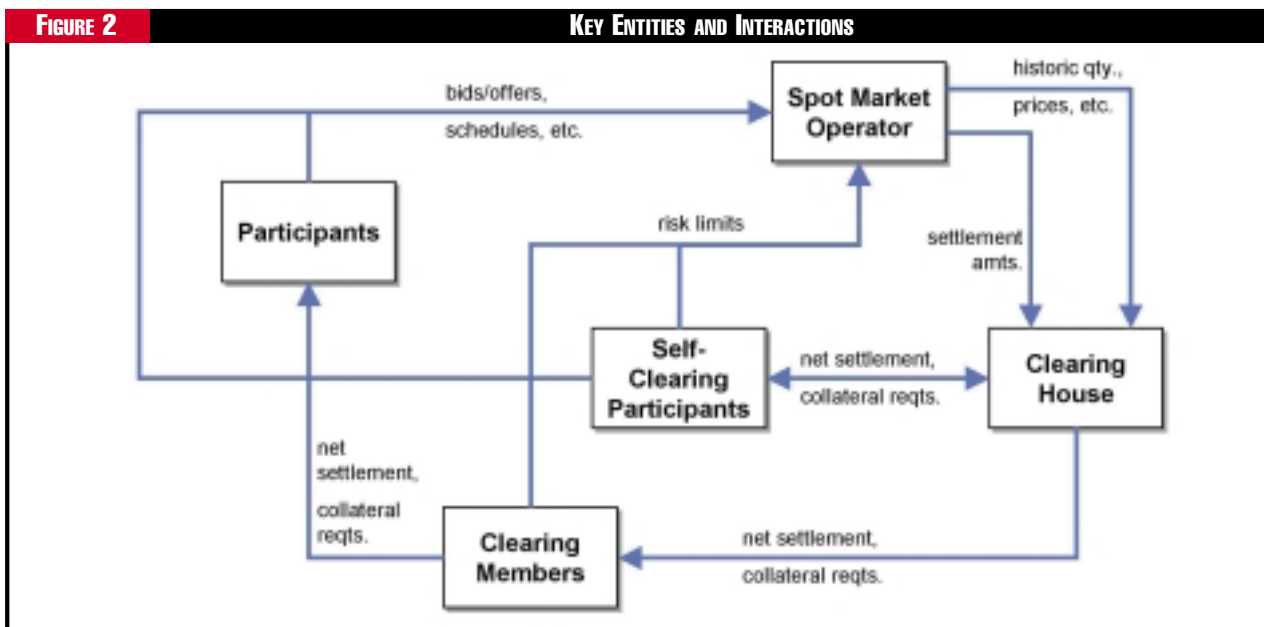 FIGURE 2
KEY ENTITIES AND INTERACTIONS
bids/offers,
schedules, etc.
Spot Market
Operator
historic qty.,
prices, etc.
Participants
risk limits
settlement
amts.
Self-
Clearing
Participants
net settlement,
collateral reqts.
Clearing
House
net
settlement,
collateral
reqts.
Clearing
Members
net settlement,
collateral reqts.